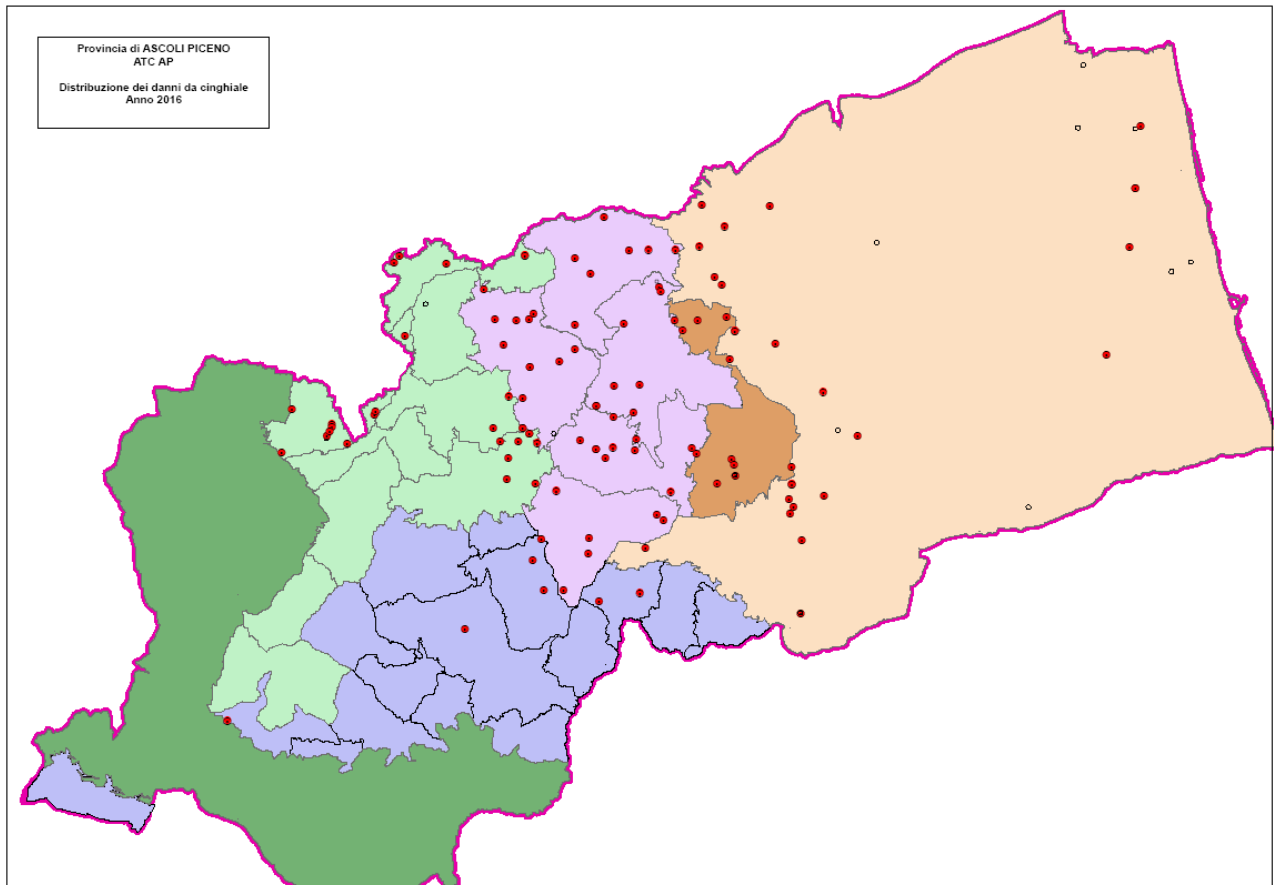 Provincia di ASCOLI PICENO
ATC AP
Distribuzione dei danni da cinghiale
Anno 2016